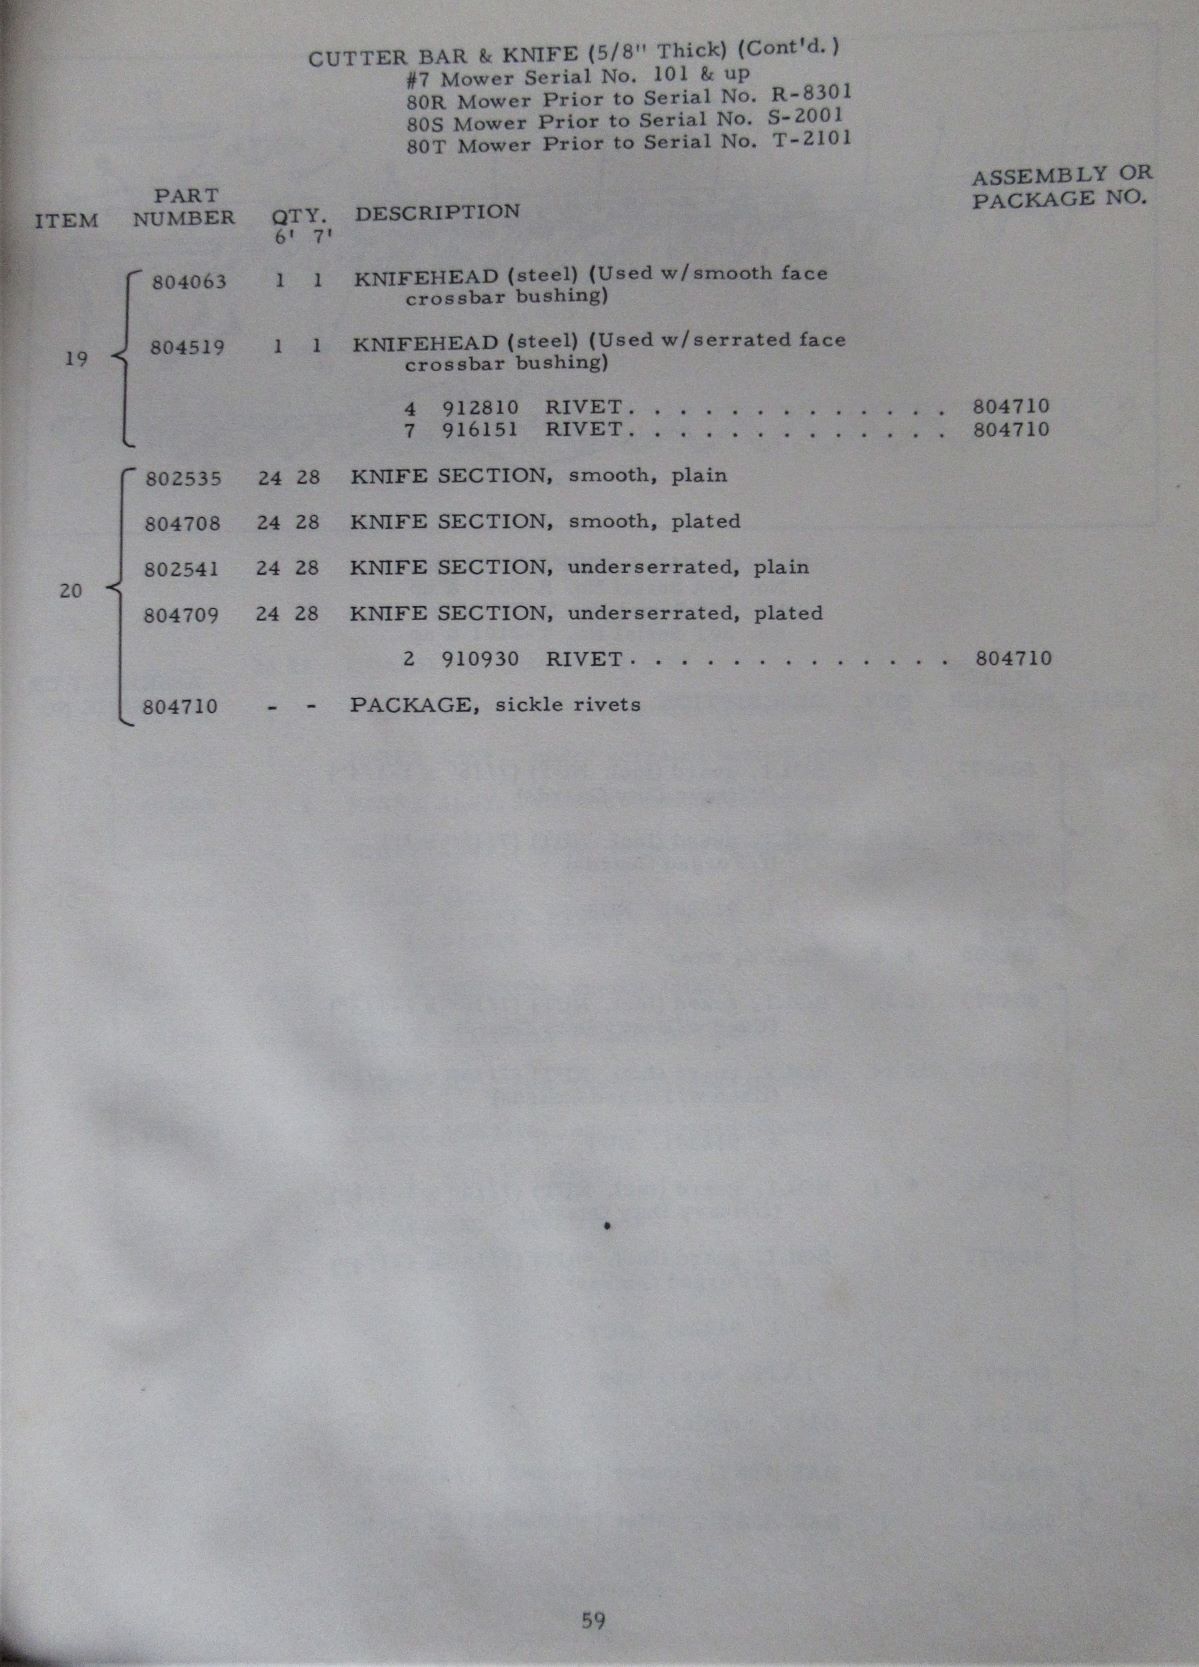 CUTTER BAR & KNIFE (5/8" Thick) (Cont'd.)
#7 Mower Serial No. 101 & up
80R Mower Prior to Serial No. R-8301
80S Mower Prior to Serial No. S-2001
80T Mower Prior to Serial No. T-2101
ITEM PART NUMBER QTY. 6' 7' DESCRIPTION ASSEMBLY OR PACKAGE NO.
19
804063 1 1 KNIFEHEAD (steel) (Used w/smooth face
crossbar bushing)
804519 1 1 KNIFEHEAD (steel) (Used w/serrated face
crossbar bushing)
4 912810 RIVET. . . . . . . . . . . . . . 804710
7 916151 RIVET. . . . . . . . . . . . . . 804710
20
802535 24 28 KNIFE SECTION, smooth, plain
804708 24 28 KNIFE SECTION, smooth, plated
802541 24 28 KNIFE SECTION, underserrated, plain
804709 24 28 KNIFE SECTION, underserrated, plated
2 910930 RIVET. . . . . . . . . . . . . . 804710
804710 - - PACKAGE, sickle rivets
59